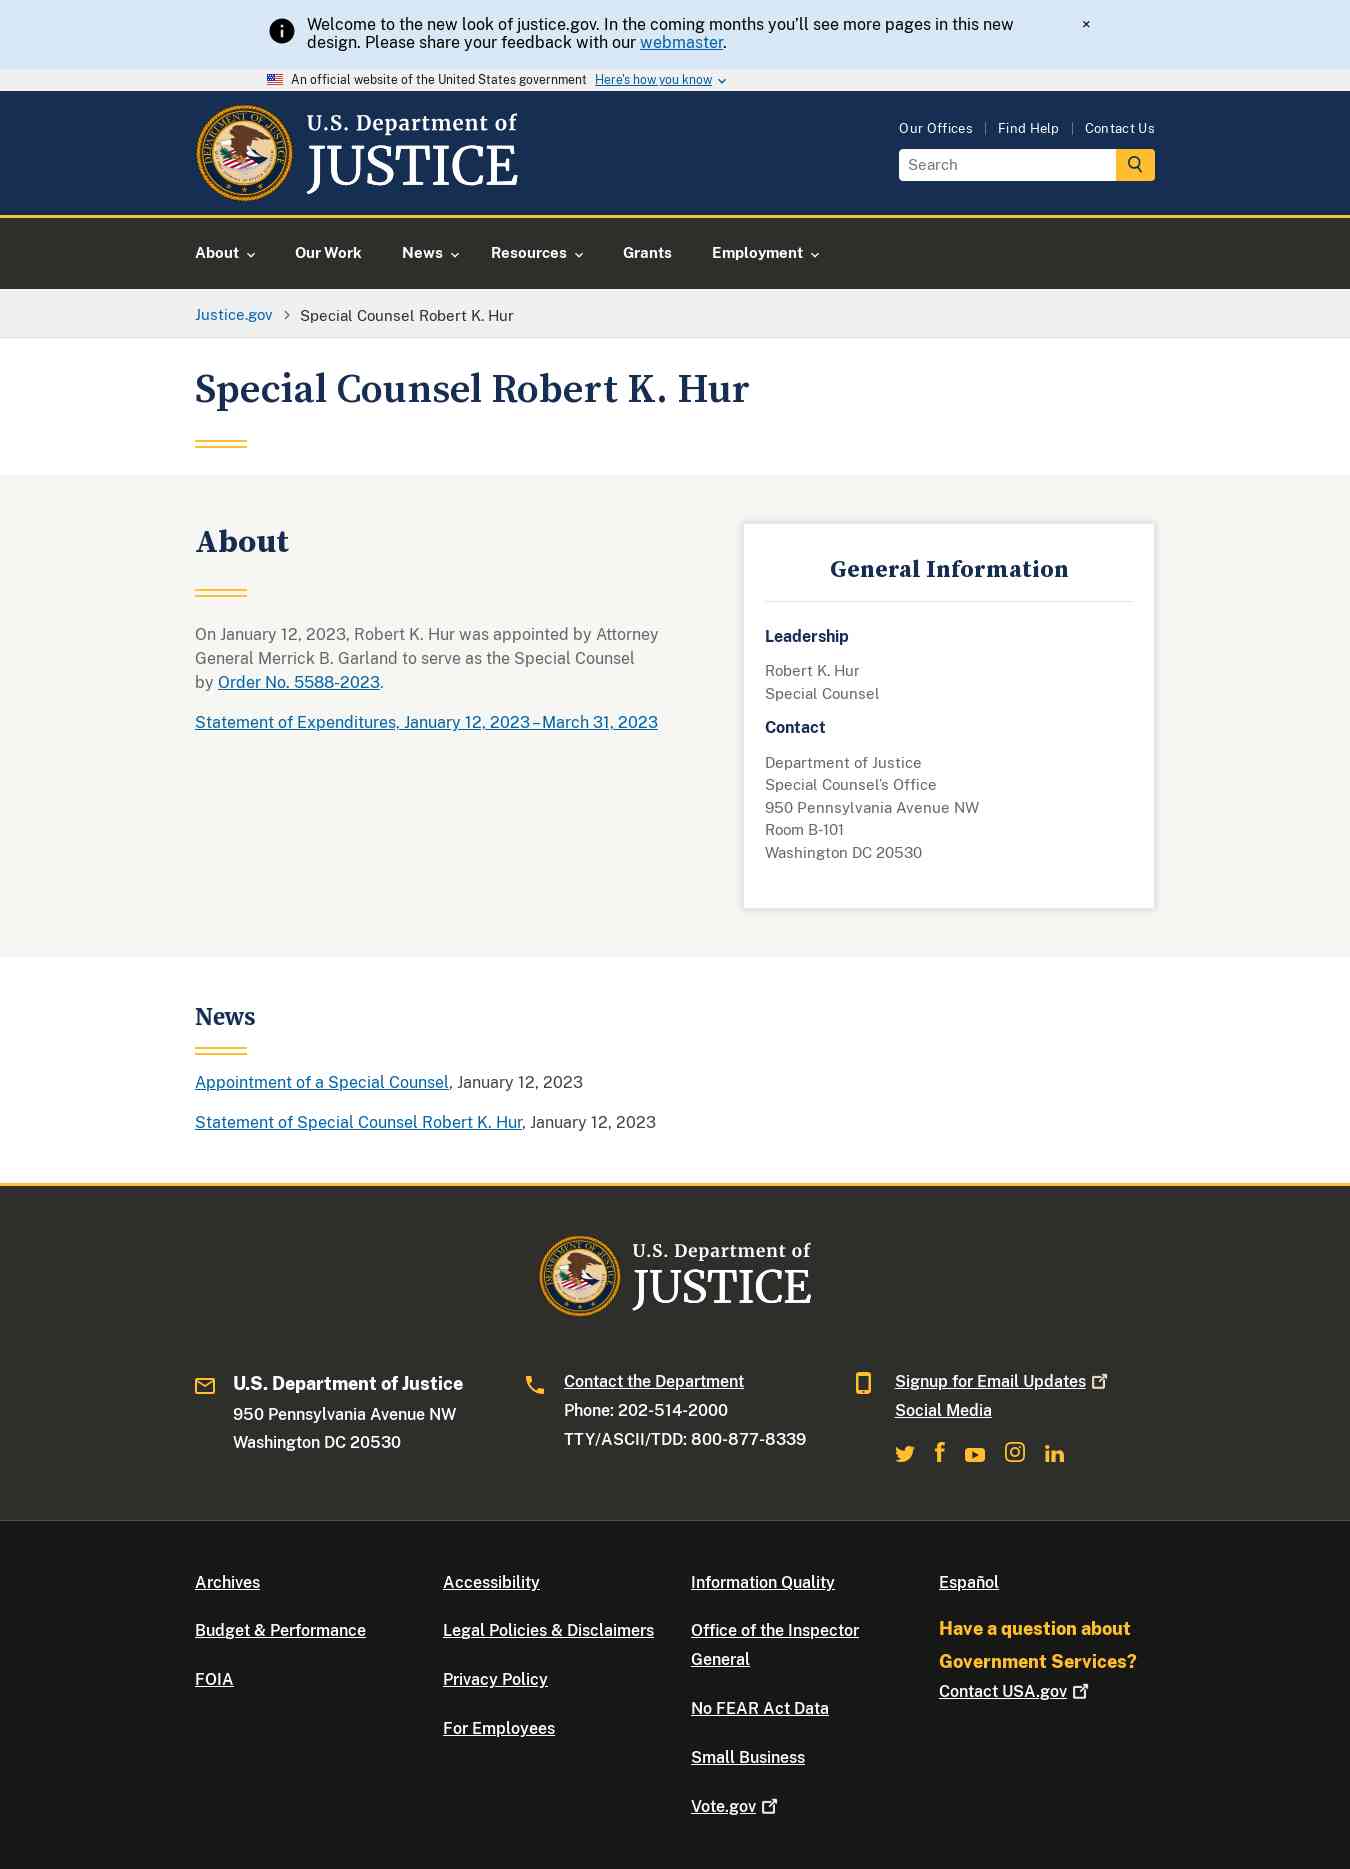 Welcome to the new look of justice.gov. In the coming months you'll see more pages in this new
design. Please share your feedback with our webmaster.
×
An official website of the United States government Here's how you know
U.S. Department of
JUSTICE
Our Offices | Find Help | Contact Us
Search
About
Our Work
News
Resources
Grants
Employment
Justice.gov
Special Counsel Robert K. Hur
Special Counsel Robert K. Hur
About
On January 12, 2023, Robert K. Hur was appointed by Attorney
General Merrick B. Garland to serve as the Special Counsel
by Order No. 5588-2023.
Statement of Expenditures, January 12, 2023 – March 31, 2023
General Information
Leadership
Robert K. Hur
Special Counsel
Contact
Department of Justice
Special Counsel's Office
950 Pennsylvania Avenue NW
Room B-101
Washington DC 20530
News
Appointment of a Special Counsel, January 12, 2023
Statement of Special Counsel Robert K. Hur, January 12, 2023
U.S. Department of
JUSTICE
U.S. Department of Justice
950 Pennsylvania Avenue NW
Washington DC 20530
Contact the Department
Phone: 202-514-2000
TTY/ASCII/TDD: 800-877-8339
Signup for Email Updates
Social Media
Archives
Budget & Performance
FOIA
Accessibility
Legal Policies & Disclaimers
Privacy Policy
For Employees
Information Quality
Office of the Inspector
General
No FEAR Act Data
Small Business
Vote.gov
Español
Have a question about
Government Services?
Contact USA.gov